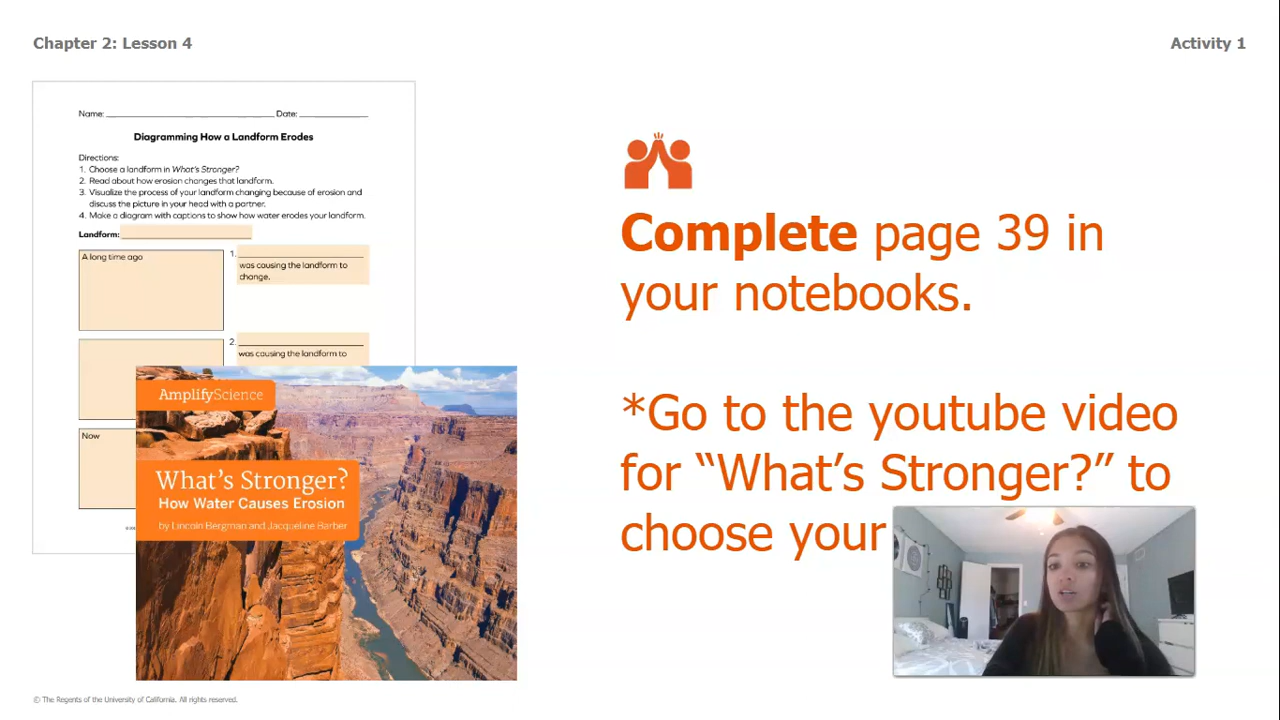 Chapter 2: Lesson 4
Activity 1
Name: Date:
Diagramming How a Landform Erodes
Directions:
1. Choose a landform in What's Stronger?
2. Read about how erosion changes that landform.
3. Visualize the process of your landform changing because of erosion and
discuss the picture in your head with a partner.
4. Make a diagram with captions to show how water erodes your landform.
Landform:
A long time ago
1.
was causing the landform to
change.
2.
was causing the landform to
Now
AmplifyScience
What's Stronger?
How Water Causes Erosion
by Lincoln Bergman and Jacqueline Barber
Complete page 39 in
your notebooks.
*Go to the youtube video
for “What’s Stronger?” to
choose your
© The Regents of the University of California. All rights reserved.